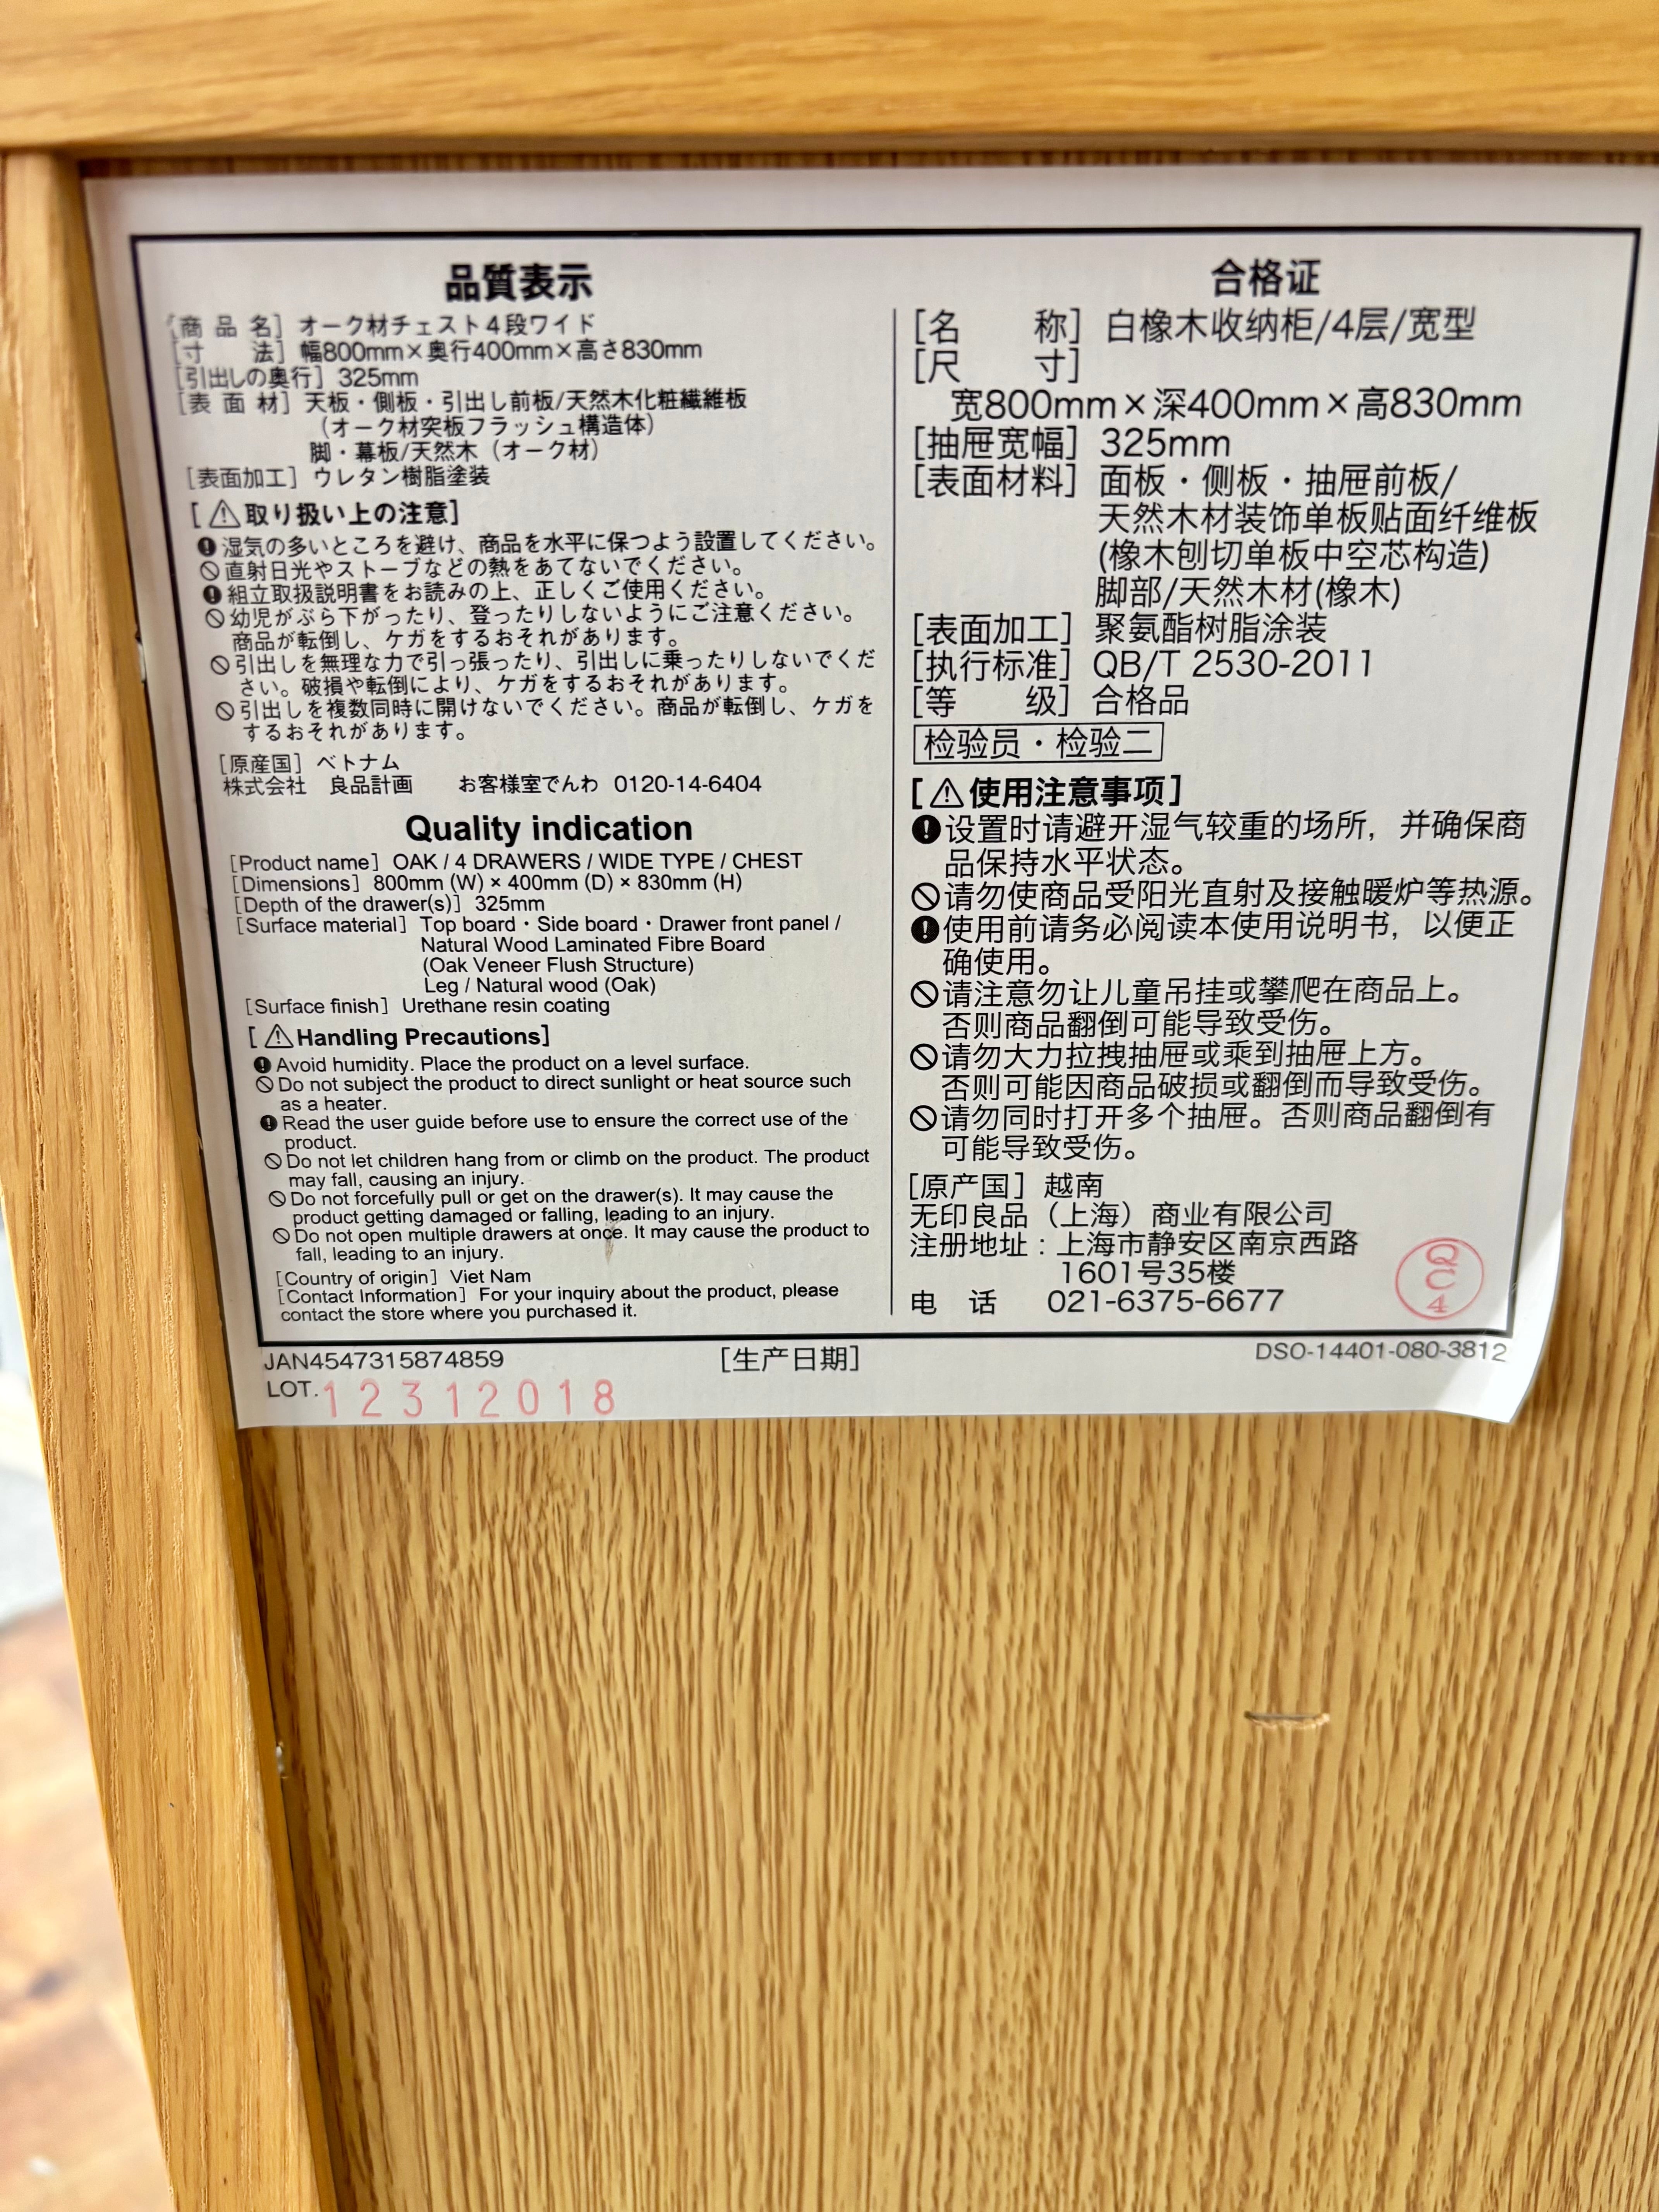 品質表示
[商品名] オーク材チェスト4段ワイド
[寸 法] 幅800mm×奥行400mm×高さ830mm
[引出しの奥行] 325mm
[表面材] 天板・側板・引出し前板/天然木化粧繊維板
(オーク材突板フラッシュ構造体)
脚・幕板/天然木(オーク材)
[表面加工] ウレタン樹脂塗装
[⚠取り扱い上の注意]
湿気の多いところを避け、商品を水平に保つよう設置してください。
直射日光やストーブなどの熱をあてないでください。
組立取扱説明書をお読みの上、正しくご使用ください。
幼児がぶら下がったり、登ったりしないようにご注意ください。
商品が転倒し、ケガをするおそれがあります。
引出しを無理な力で引っ張ったり、引出しに乗ったりしないでくだ
さい。破損や転倒により、ケガをするおそれがあります。
引出しを複数同時に開けないでください。商品が転倒し、ケガを
するおそれがあります。
[原産国] ベトナム
株式会社 良品計画 お客様室でんわ 0120-14-6404
Quality indication
[Product name] OAK / 4 DRAWERS / WIDE TYPE / CHEST
[Dimensions] 800mm (W) × 400mm (D) × 830mm (H)
[Depth of the drawer(s)] 325mm
[Surface material] Top board・Side board・Drawer front panel /
Natural Wood Laminated Fibre Board
(Oak Veneer Flush Structure)
Leg / Natural wood (Oak)
[Surface finish] Urethane resin coating
[⚠Handling Precautions]
Avoid humidity. Place the product on a level surface.
Do not subject the product to direct sunlight or heat source such
as a heater.
Read the user guide before use to ensure the correct use of the
product.
Do not let children hang from or climb on the product. The product
may fall, causing an injury.
Do not forcefully pull or get on the drawer(s). It may cause the
product getting damaged or falling, leading to an injury.
Do not open multiple drawers at once. It may cause the product to
fall, leading to an injury.
[Country of origin] Viet Nam
[Contact Information] For your inquiry about the product, please
contact the store where you purchased it.
合格证
[名 称] 白橡木收纳柜/4层/宽型
[尺 寸]
宽800mm×深400mm×高830mm
[抽屉宽幅] 325mm
[表面材料] 面板・侧板・抽屉前板/
天然木材装饰单板贴面纤维板
(橡木刨切单板中空芯构造)
脚部/天然木材(橡木)
[表面加工] 聚氨酯树脂涂装
[执行标准] QB/T 2530-2011
[等 级] 合格品
检验员・检验二
[⚠使用注意事项]
设置时请避开湿气较重的场所，并确保商
品保持水平状态。
请勿使商品受阳光直射及接触暖炉等热源。
使用前请务必阅读本使用说明书，以便正
确使用。
请注意勿让儿童吊挂或攀爬在商品上。
否则商品翻倒可能导致受伤。
请勿大力拉拽抽屉或乘到抽屉上方。
否则可能因商品破损或翻倒而导致受伤。
请勿同时打开多个抽屉。否则商品翻倒有
可能导致受伤。
[原产国] 越南
无印良品（上海）商业有限公司
注册地址：上海市静安区南京西路
1601号35楼
电 话 021-6375-6677
Q
C
4
JAN4547315874859 [生产日期] DSO-14401-080-3812
LOT.12312018